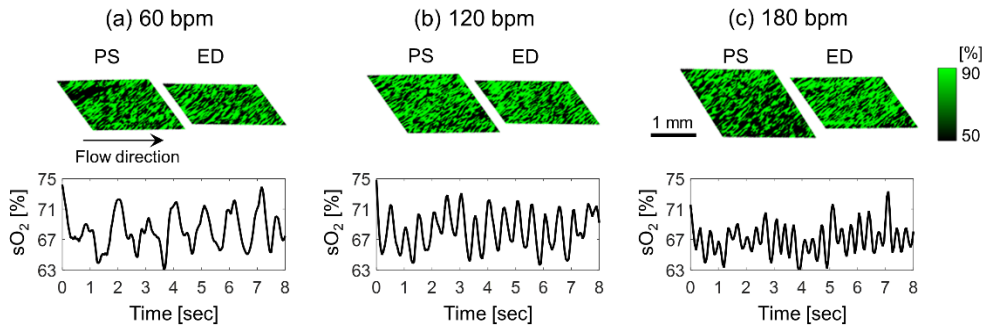 (a) 60 bpm
(b) 120 bpm
(c) 180 bpm
PS ED
PS ED
PS ED
[%]
90
50
1 mm
Flow direction
sO₂ [%]
75
71
67
63
0 1 2 3 4 5 6 7 8
Time [sec]
sO₂ [%]
75
71
67
63
0 1 2 3 4 5 6 7 8
Time [sec]
sO₂ [%]
75
71
67
63
0 1 2 3 4 5 6 7 8
Time [sec]